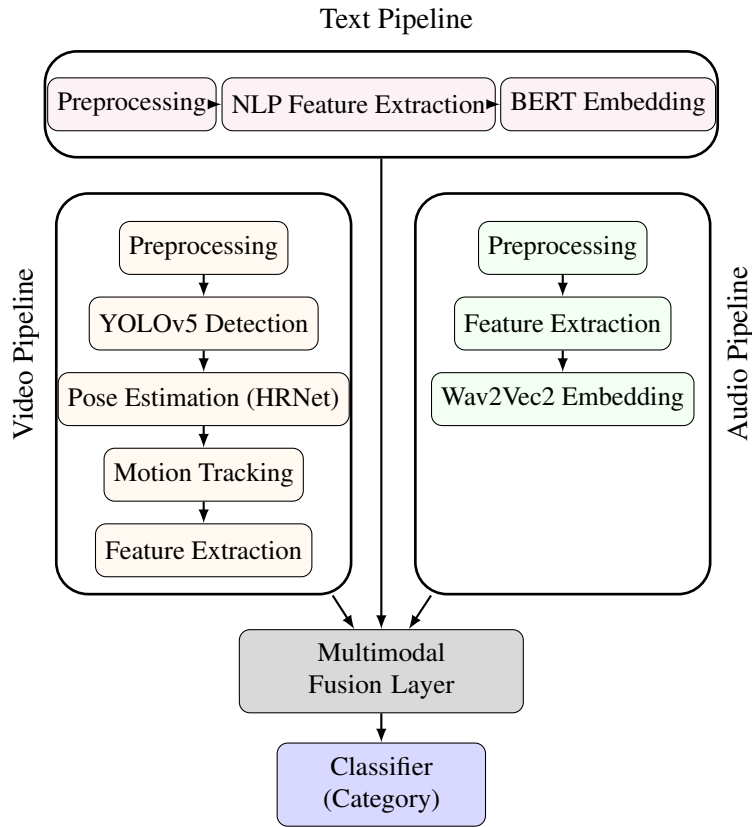 Text Pipeline
Preprocessing
NLP Feature Extraction
BERT Embedding
Video Pipeline
Preprocessing
YOLOv5 Detection
Pose Estimation (HRNet)
Motion Tracking
Feature Extraction
Preprocessing
Feature Extraction
Wav2Vec2 Embedding
Audio Pipeline
Multimodal
Fusion Layer
Classifier
(Category)